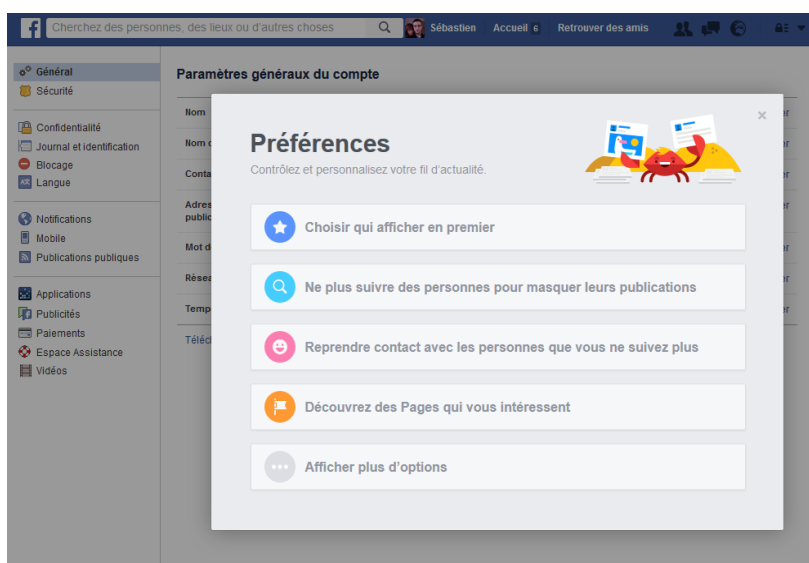 f
Cherchez des personnes, des lieux ou d'autres choses
Sébastien Accueil 6 Retrouver des amis
Général
Sécurité
Confidentialité
Journal et identification
Blocage
Langue
Notifications
Mobile
Publications publiques
Applications
Publicités
Paiements
Espace Assistance
Vidéos
Paramètres généraux du compte
Nom
Nom
Mot d
Préférences
Contrôlez et personnalisez votre fil d'actualité.
Choisir qui afficher en premier
Ne plus suivre des personnes pour masquer leurs publications
Reprendre contact avec les personnes que vous ne suivez plus
Découvrez des Pages qui vous intéressent
Afficher plus d'options